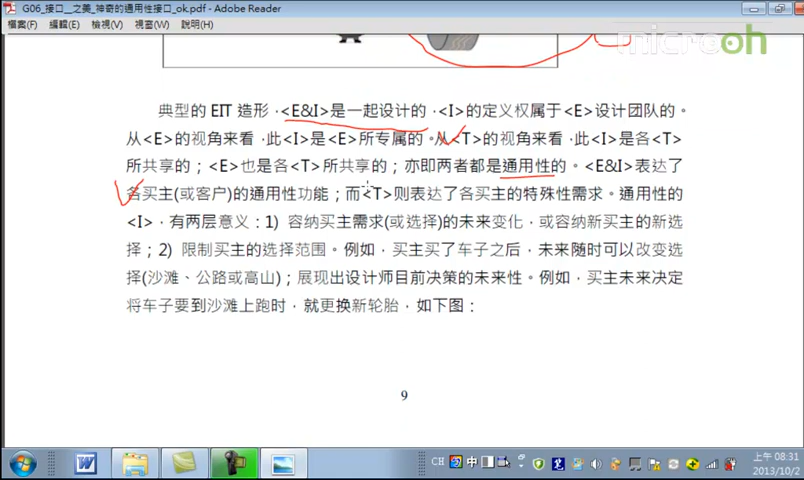 G06_接口__之美_神奇的通用性接口_ok.pdf - Adobe Reader
檔案(F) 編輯(E) 檢視(V) 視窗(W) 說明(H)
microoh
典型的 EIT 造形，<E&I>是一起设计的，<I>的定义权属于<E>设计团队的。
从<E>的视角来看，此<I>是<E>所专属的。从<T>的视角来看，此<I>是各<T>
所共享的；<E>也是各<T>所共享的；亦即两者都是通用性的。<E&I>表达了
各买主(或客户)的通用性功能；而<T>则表达了各买主的特殊性需求。通用性的
<I>，有两层意义：1) 容纳买主需求(或选择)的未来变化，或容纳新买主的新选
择；2) 限制买主的选择范围。例如，买主买了车子之后，未来随时可以改变选
择(沙滩、公路或高山)；展现出设计师目前决策的未来性。例如，买主未来决定
将车子要到沙滩上跑时，就更换新轮胎，如下图：
9
CH 中
上午 08:31
2013/10/2